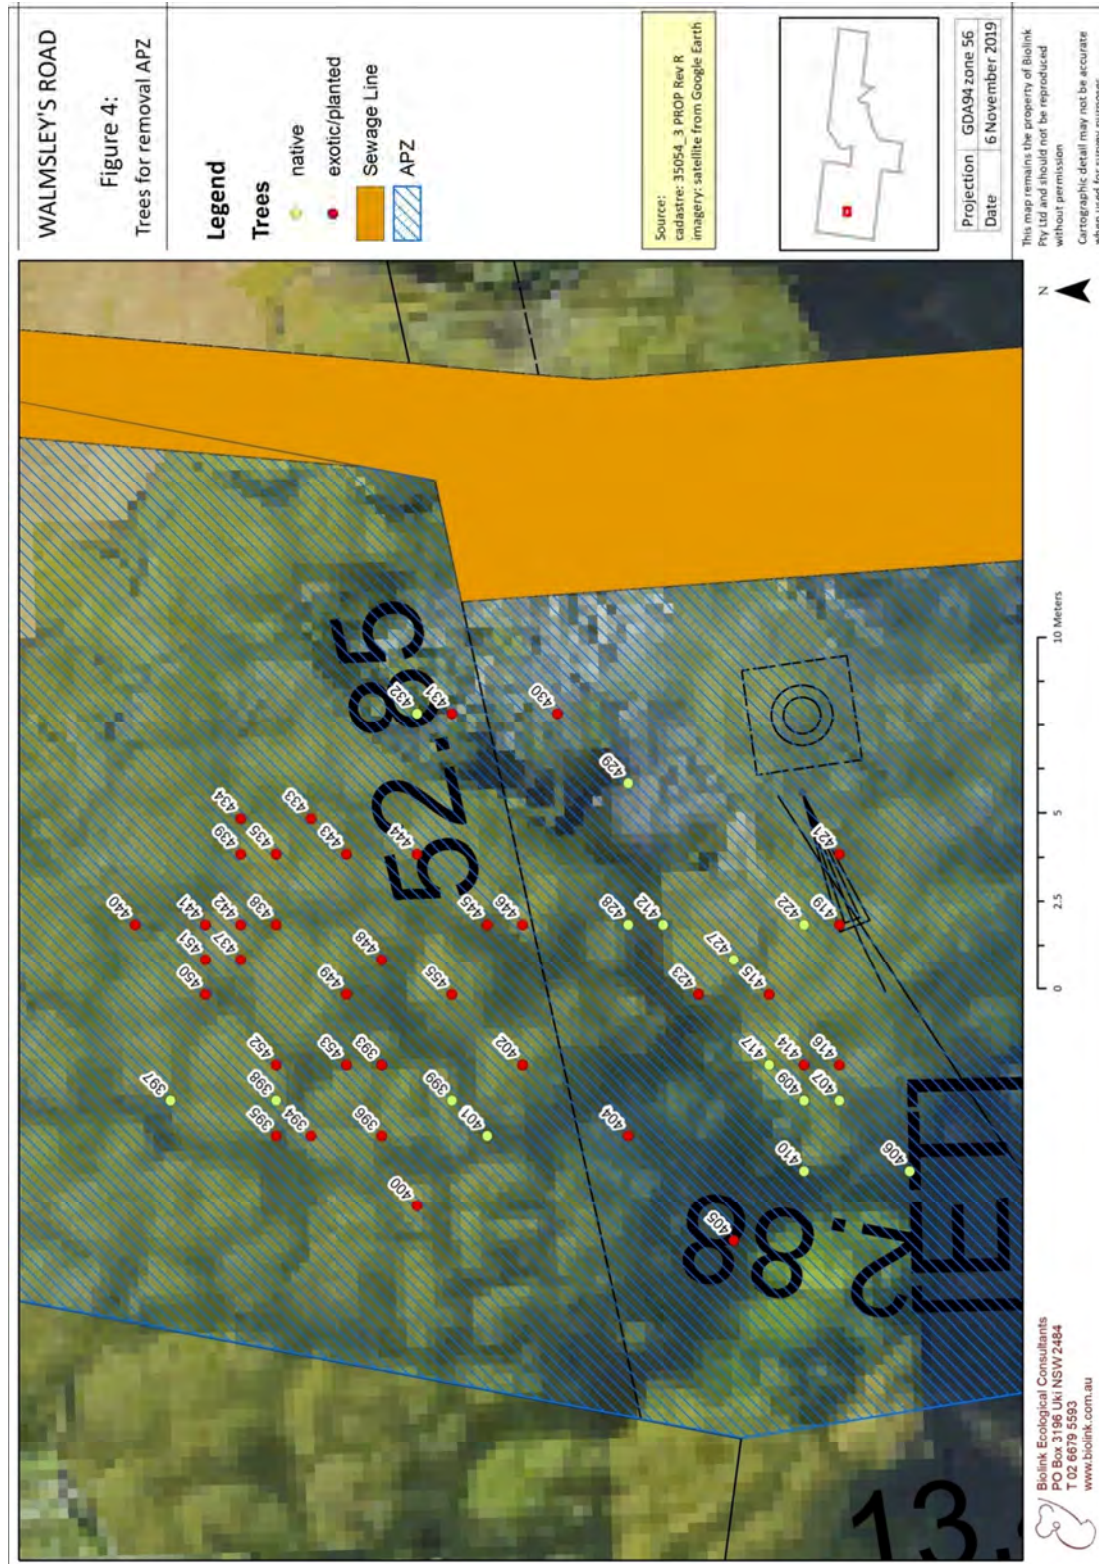 WALMSLEY'S ROAD
Figure 4:
Trees for removal APZ
Legend
Trees
native
exotic/planted
Sewage Line
APZ
Source:
cadastre: 35054_3 PROP Rev R
imagery: satellite from Google Earth
Projection GDA94 zone 56
Date 6 November 2019
This map remains the property of Biolink
Pty Ltd and should not be reproduced
without permission
Cartographic detail may not be accurate
when used for survey purposes
N
440
450
451
441
397
437
442
439
434
395
398
452
438
435
394
433
453
449
443
396
393
448
400
444
432
399
455
431
401
445
402
446
430
404
428
429
412
423
405
427
417
415
410
409
414
422
407
416
419
421
406
52.85
2.88
13.
0 2.5 5 10 Meters
Biolink Ecological Consultants
PO Box 3196 Uki NSW 2484
T 02 6679 5593
www.biolink.com.au